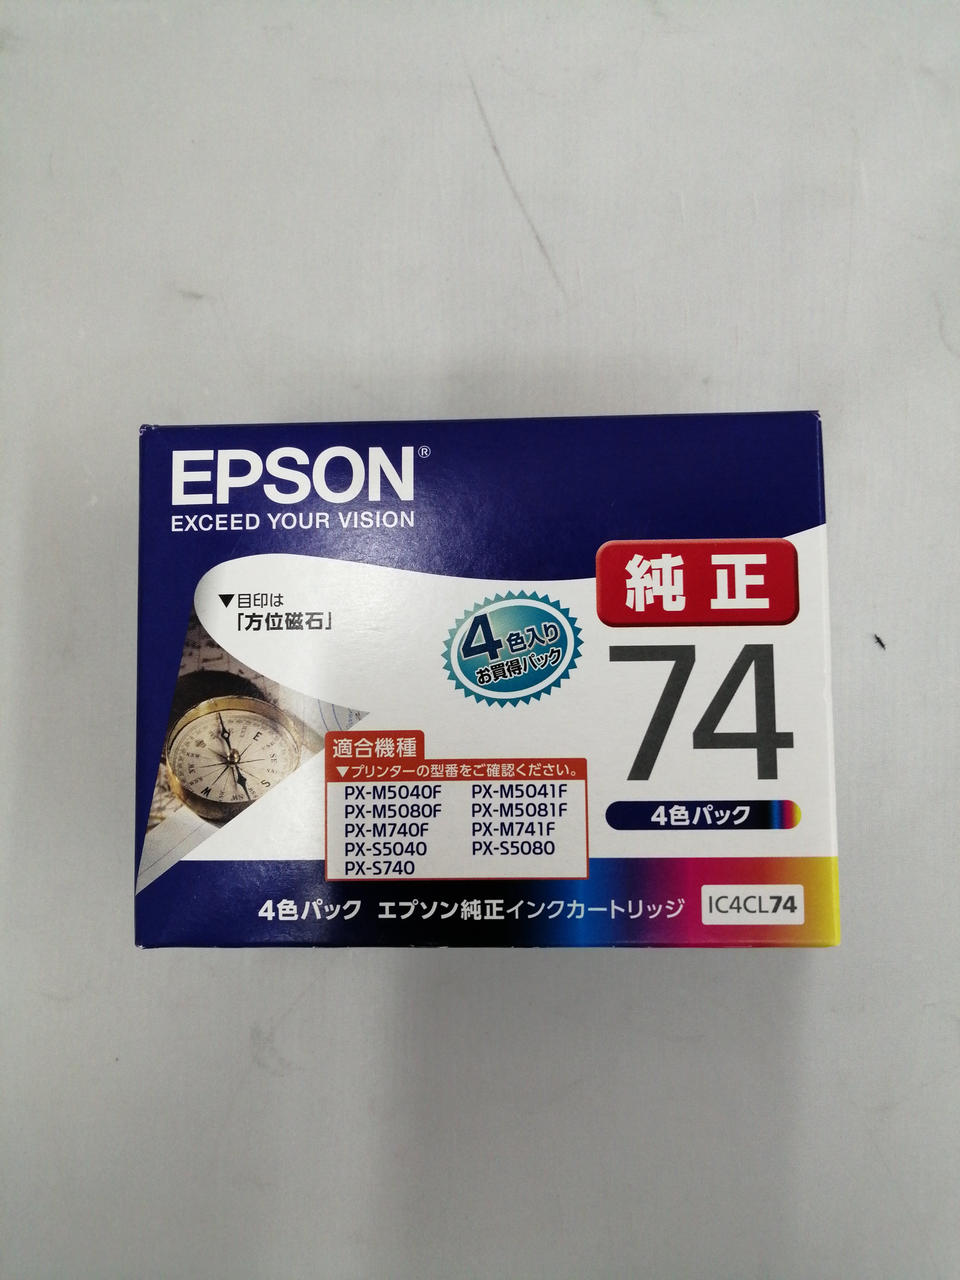 EPSON®
EXCEED YOUR VISION
純正
▼目印は
「方位磁石」
4色入り
お買得パック
74
適合機種
▼プリンターの型番をご確認ください。
PX-M5040F PX-M5041F
PX-M5080F PX-M5081F
PX-M740F PX-M741F
PX-S5040 PX-S5080
PX-S740
4色パック
4色パック エプソン純正インクカートリッジ
IC4CL74
E
SE
S
SW
W